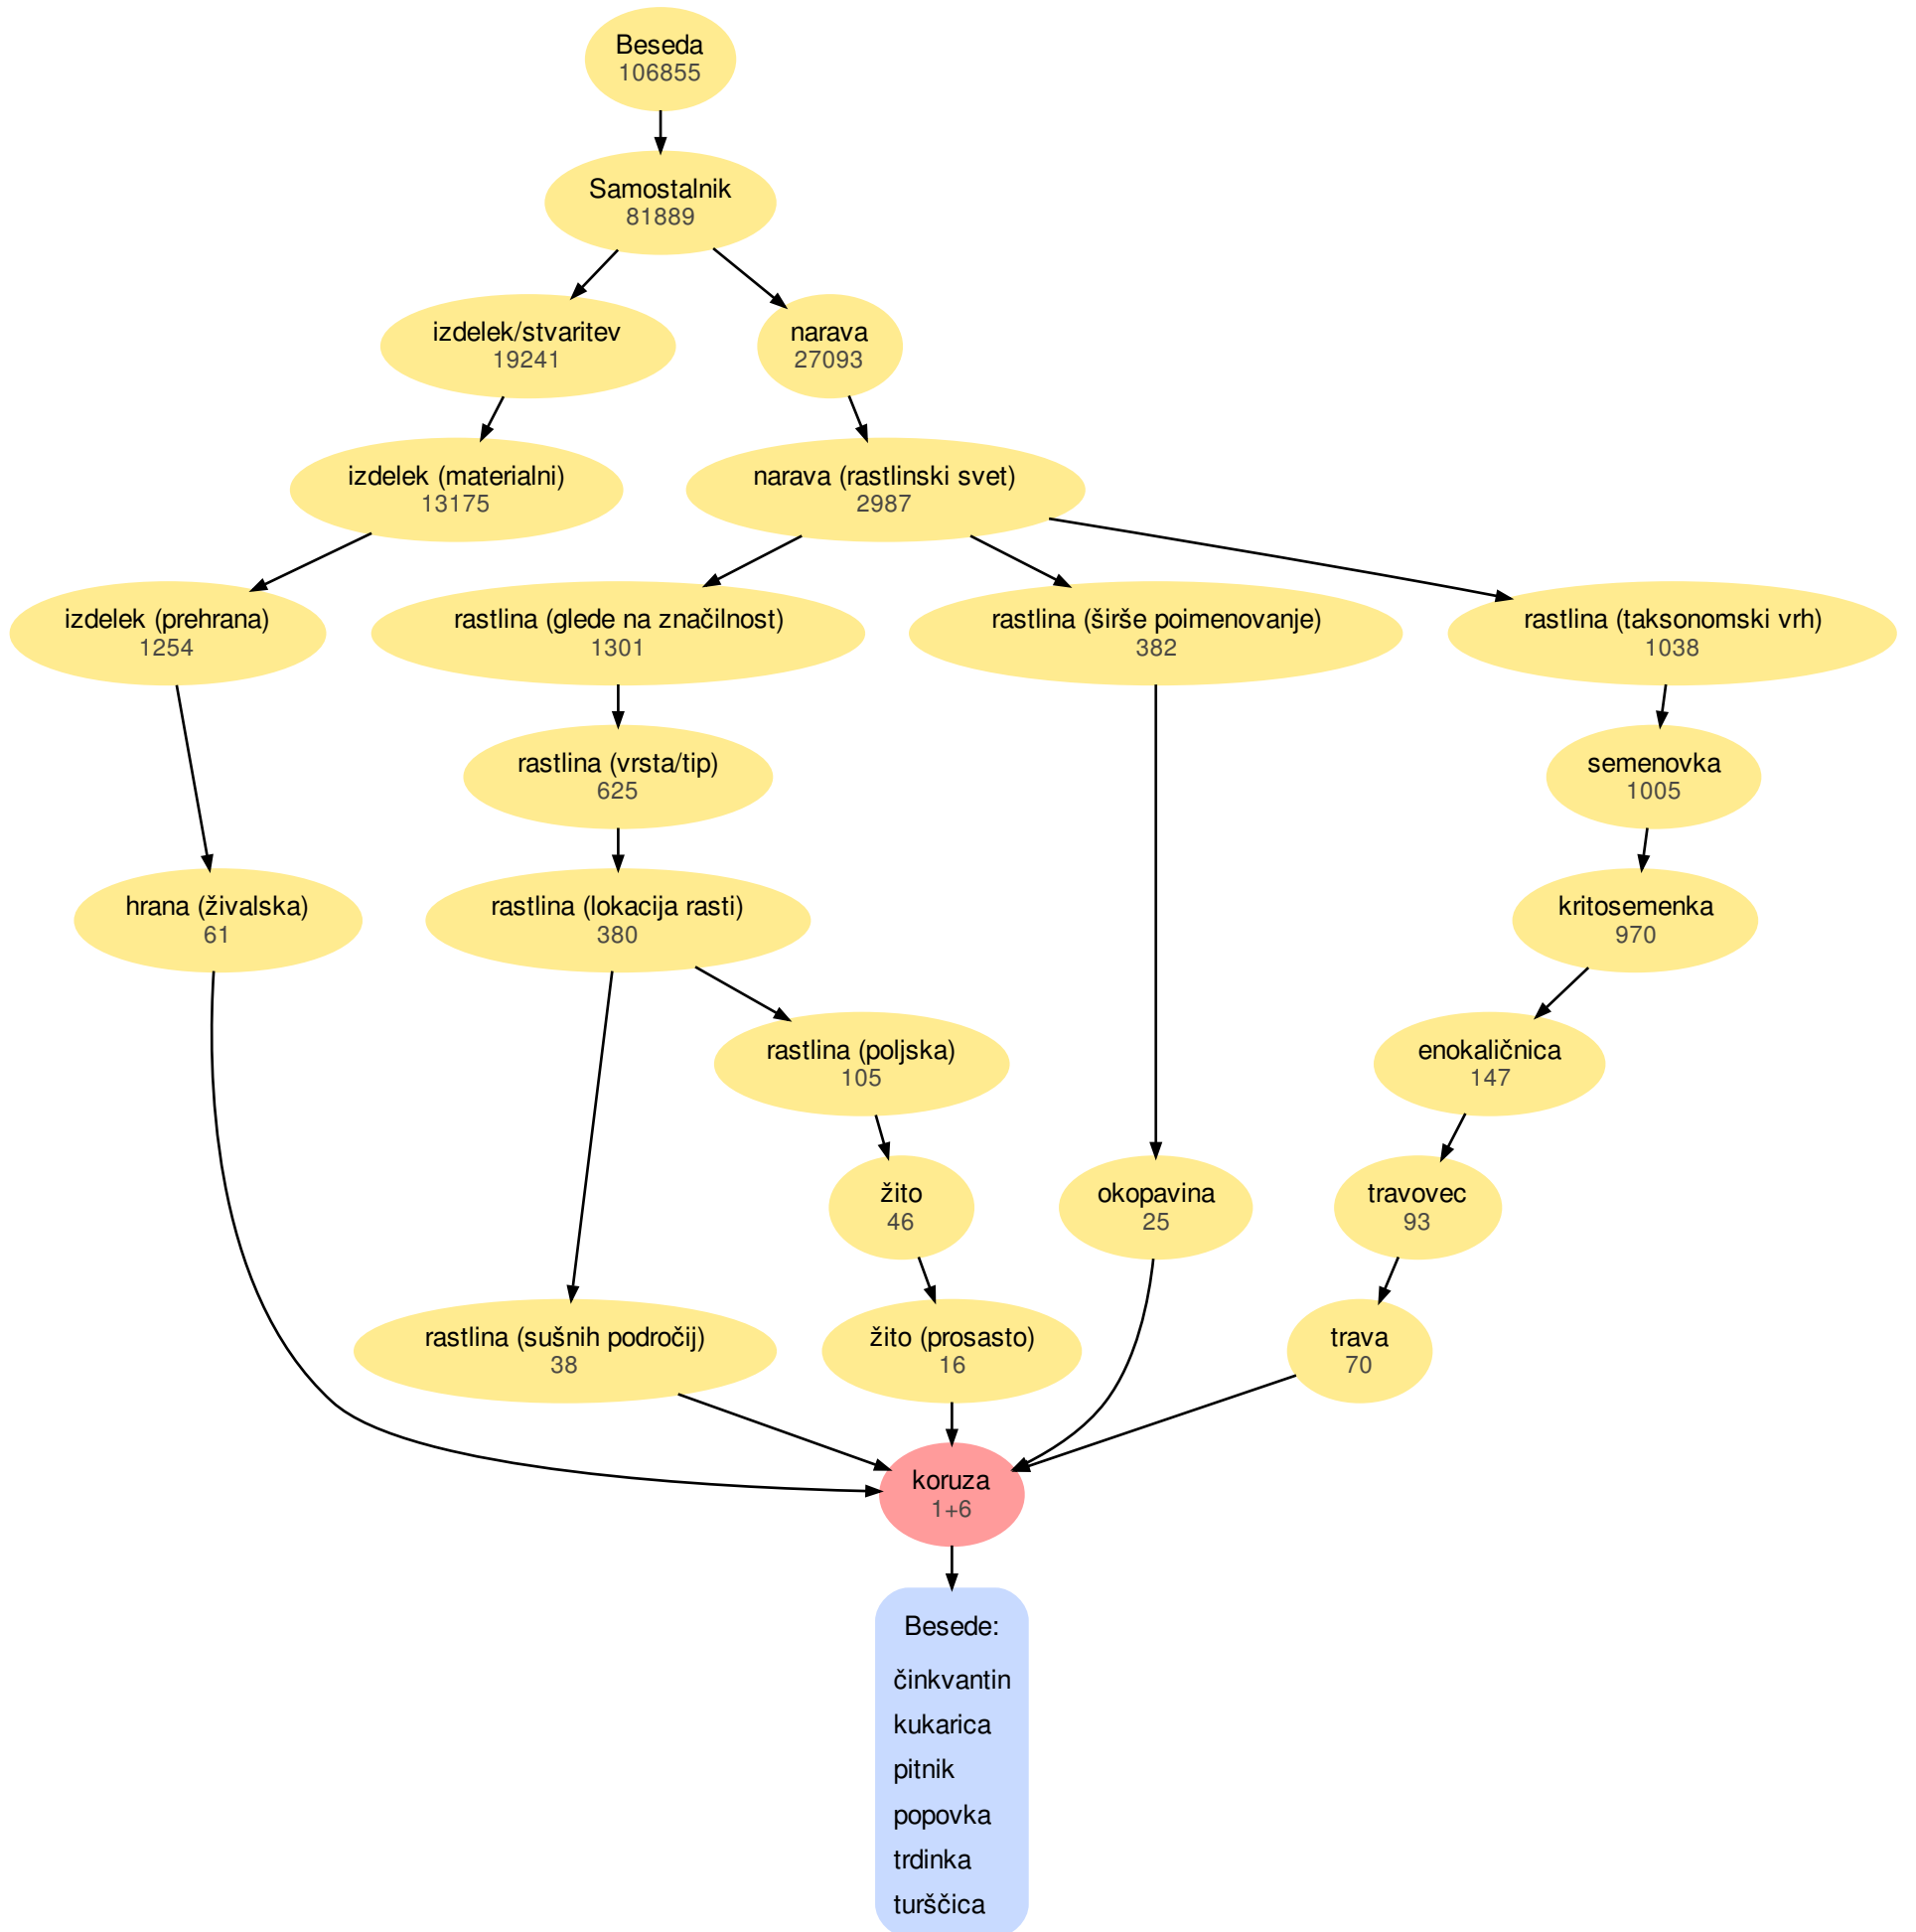 Beseda
106855
Samostalnik
81889
izdelek/stvaritev
19241
narava
27093
izdelek (materialni)
13175
narava (rastlinski svet)
2987
izdelek (prehrana)
1254
rastlina (glede na značilnost)
1301
rastlina (širše poimenovanje)
382
rastlina (taksonomski vrh)
1038
rastlina (vrsta/tip)
625
semenovka
1005
hrana (živalska)
61
rastlina (lokacija rasti)
380
kritosemenka
970
rastlina (poljska)
105
enokaličnica
147
žito
46
okopavina
25
travovec
93
rastlina (sušnih področij)
38
žito (prosasto)
16
trava
70
koruza
1+6
Besede:
činkvantin
kukarica
pitnik
popovka
trdinka
turščica